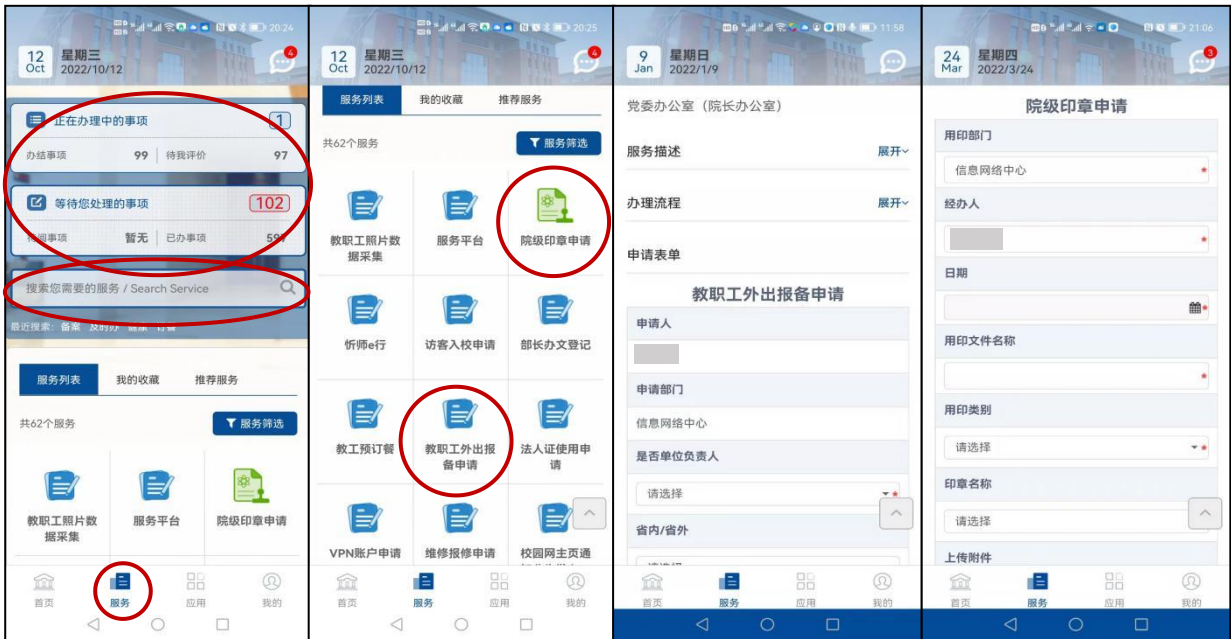 20:24
12
Oct
星期三
2022/10/12
4
正在办理中的事项
1
办结事项 99 待我评价 97
等待您处理的事项
102
待阅事项 暂无 已办事项 597
搜索您需要的服务 / Search Service
最近搜索: 备案
服务列表 我的收藏 推荐服务
共62个服务
服务筛选
教职工照片数
据采集
服务平台
院级印章申请
首页 服务 应用 我的
20:25
12
Oct
星期三
2022/10/12
4
服务列表 我的收藏 推荐服务
共62个服务
服务筛选
教职工照片数
据采集
服务平台
院级印章申请
忻师e行
访客入校申请
部长办文登记
教工预订餐
教职工外出报
备申请
法人证使用申
请
VPN账户申请
维修报修申请
校园网主页通
首页 服务 应用 我的
11:58
9
Jan
星期日
2022/1/9
党委办公室（院长办公室）
服务描述 展开
办理流程 展开
申请表单
教职工外出报备申请
申请人
申请部门
信息网络中心
是否单位负责人
请选择 *
省内/省外
首页 服务 应用 我的
21:06
24
Mar
星期四
2022/3/24
3
院级印章申请
用印部门
信息网络中心 *
经办人
*
日期
*
用印文件名称
*
用印类别
请选择 *
印章名称
请选择
上传附件
首页 服务 应用 我的